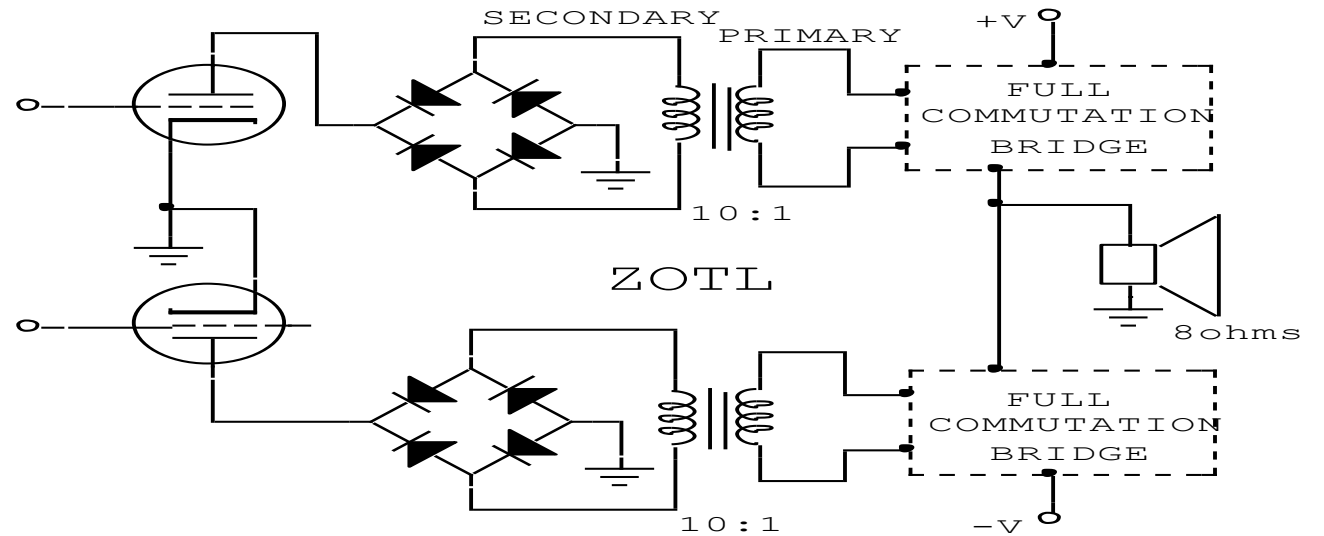 SECONDARY
PRIMARY
+V
FULL
COMMUTATION
BRIDGE
10:1
ZOTL
8ohms
FULL
COMMUTATION
BRIDGE
10:1
-V